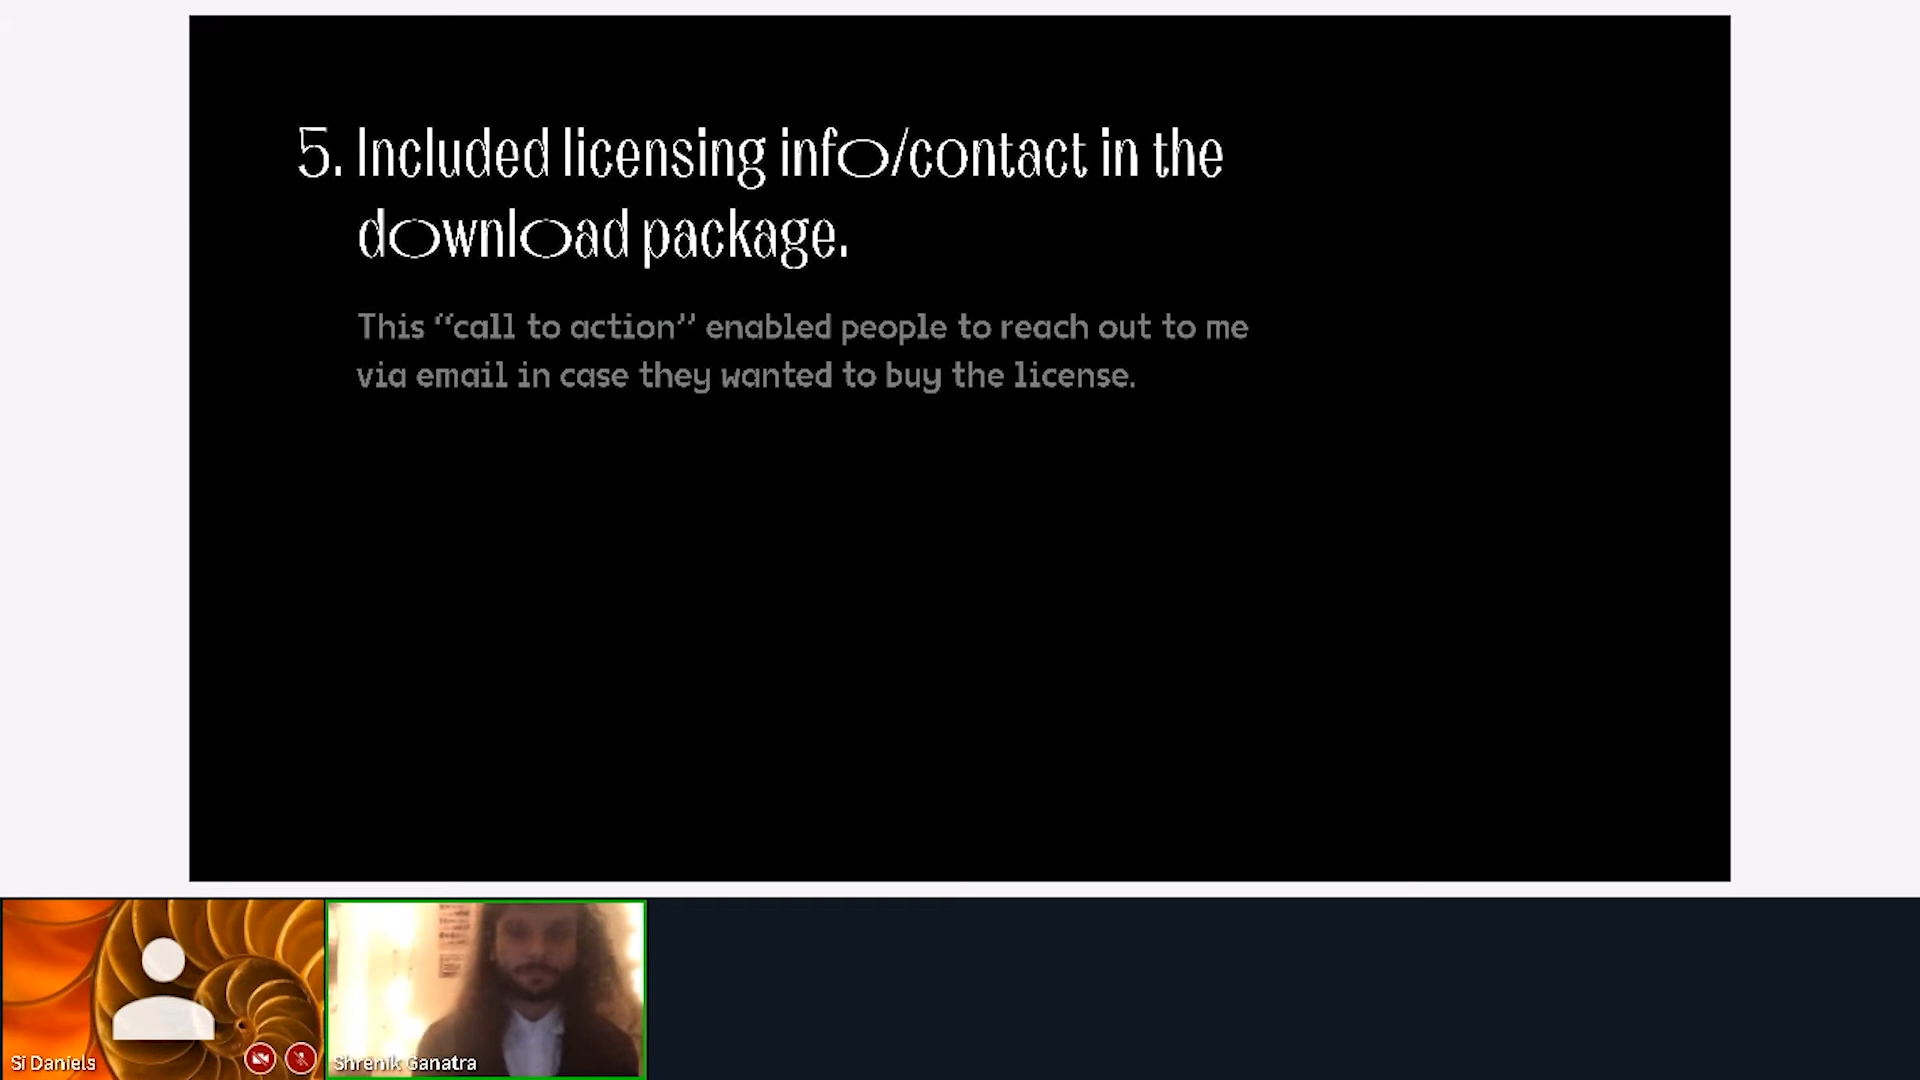 5. Included licensing info/contact in the
download package.
This “call to action” enabled people to reach out to me
via email in case they wanted to buy the license.
Si Daniels
Shrenik Ganatra